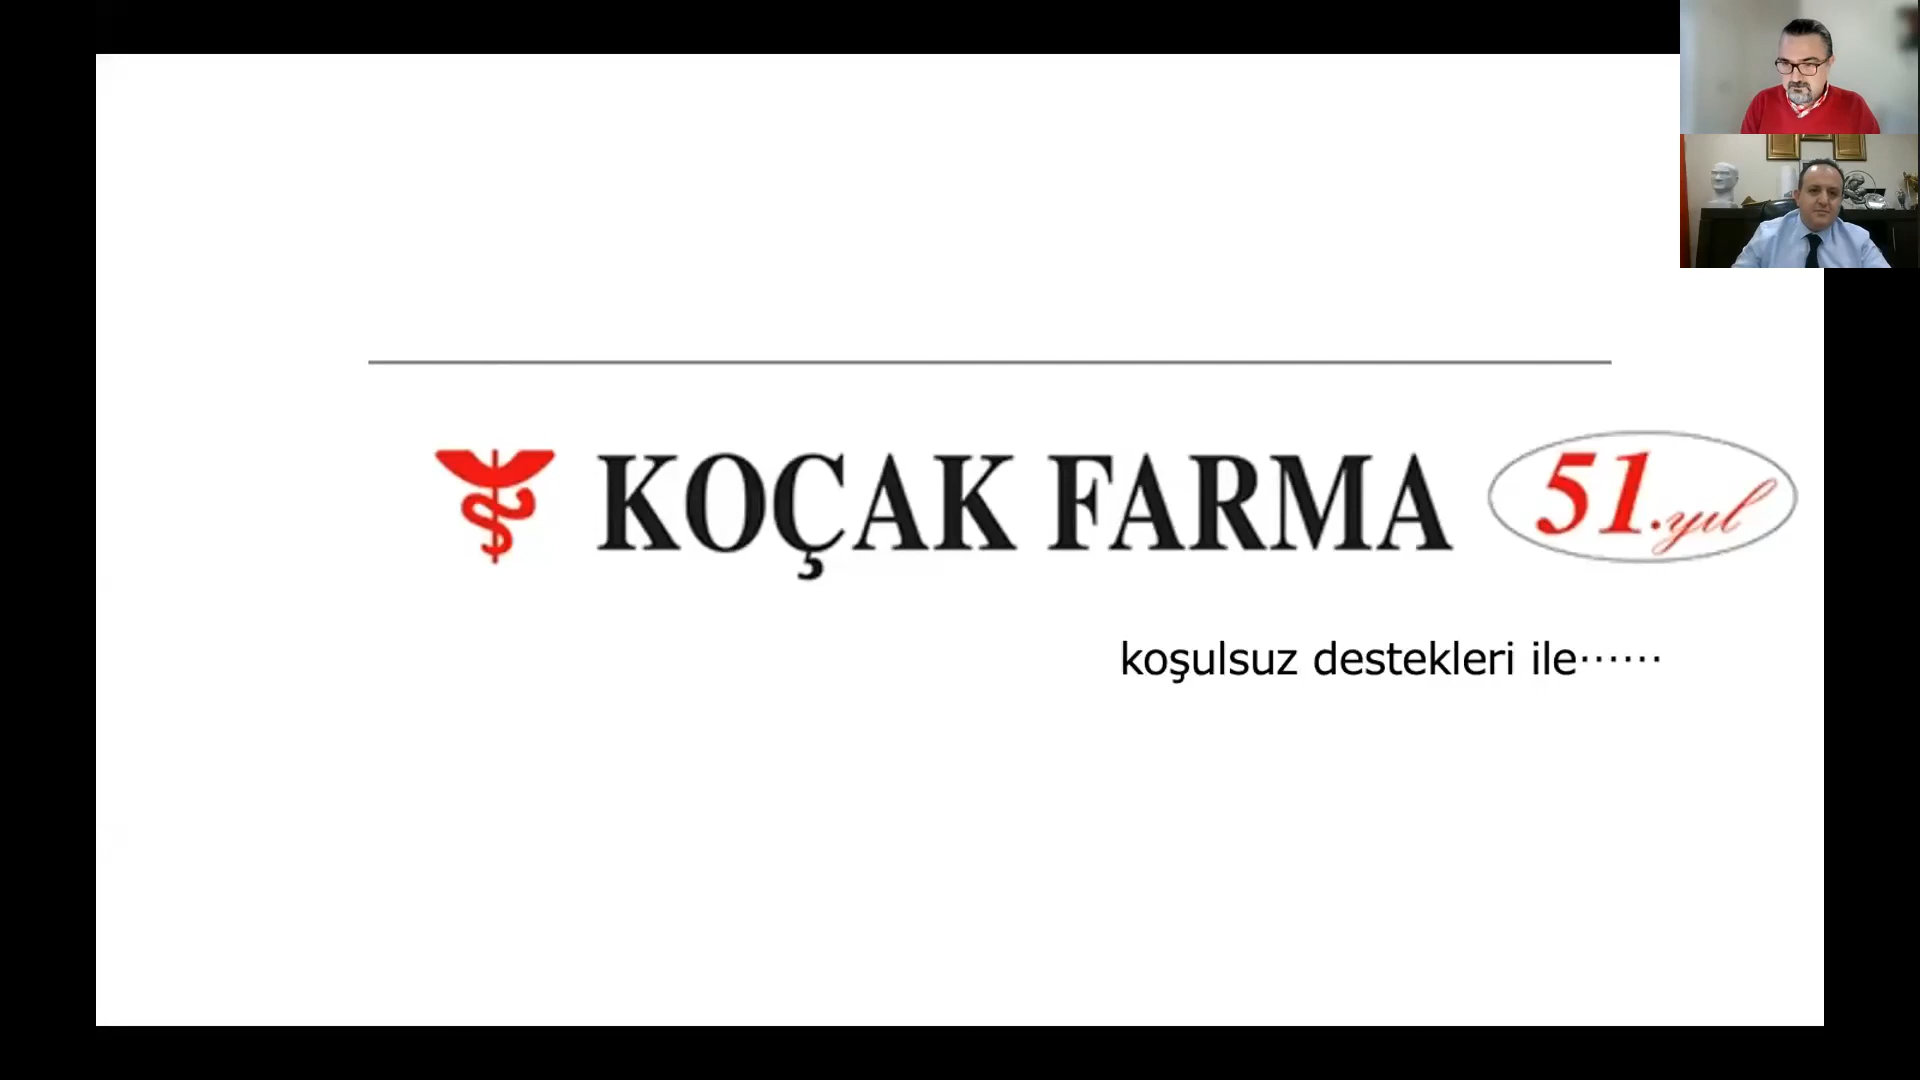 KOÇAK FARMA 51.yıl
koşulsuz destekleri ile......